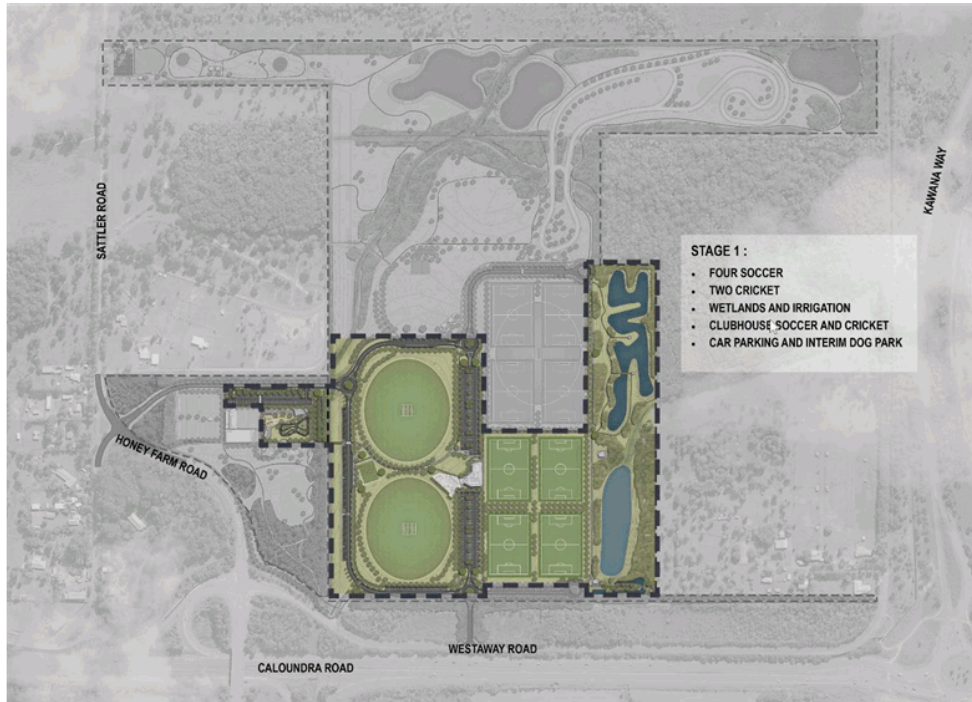 SATTLER ROAD
KAWANA WAY
STAGE 1 :
• FOUR SOCCER
• TWO CRICKET
• WETLANDS AND IRRIGATION
• CLUBHOUSE SOCCER AND CRICKET
• CAR PARKING AND INTERIM DOG PARK
HONEY FARM ROAD
WESTAWAY ROAD
CALOUNDRA ROAD